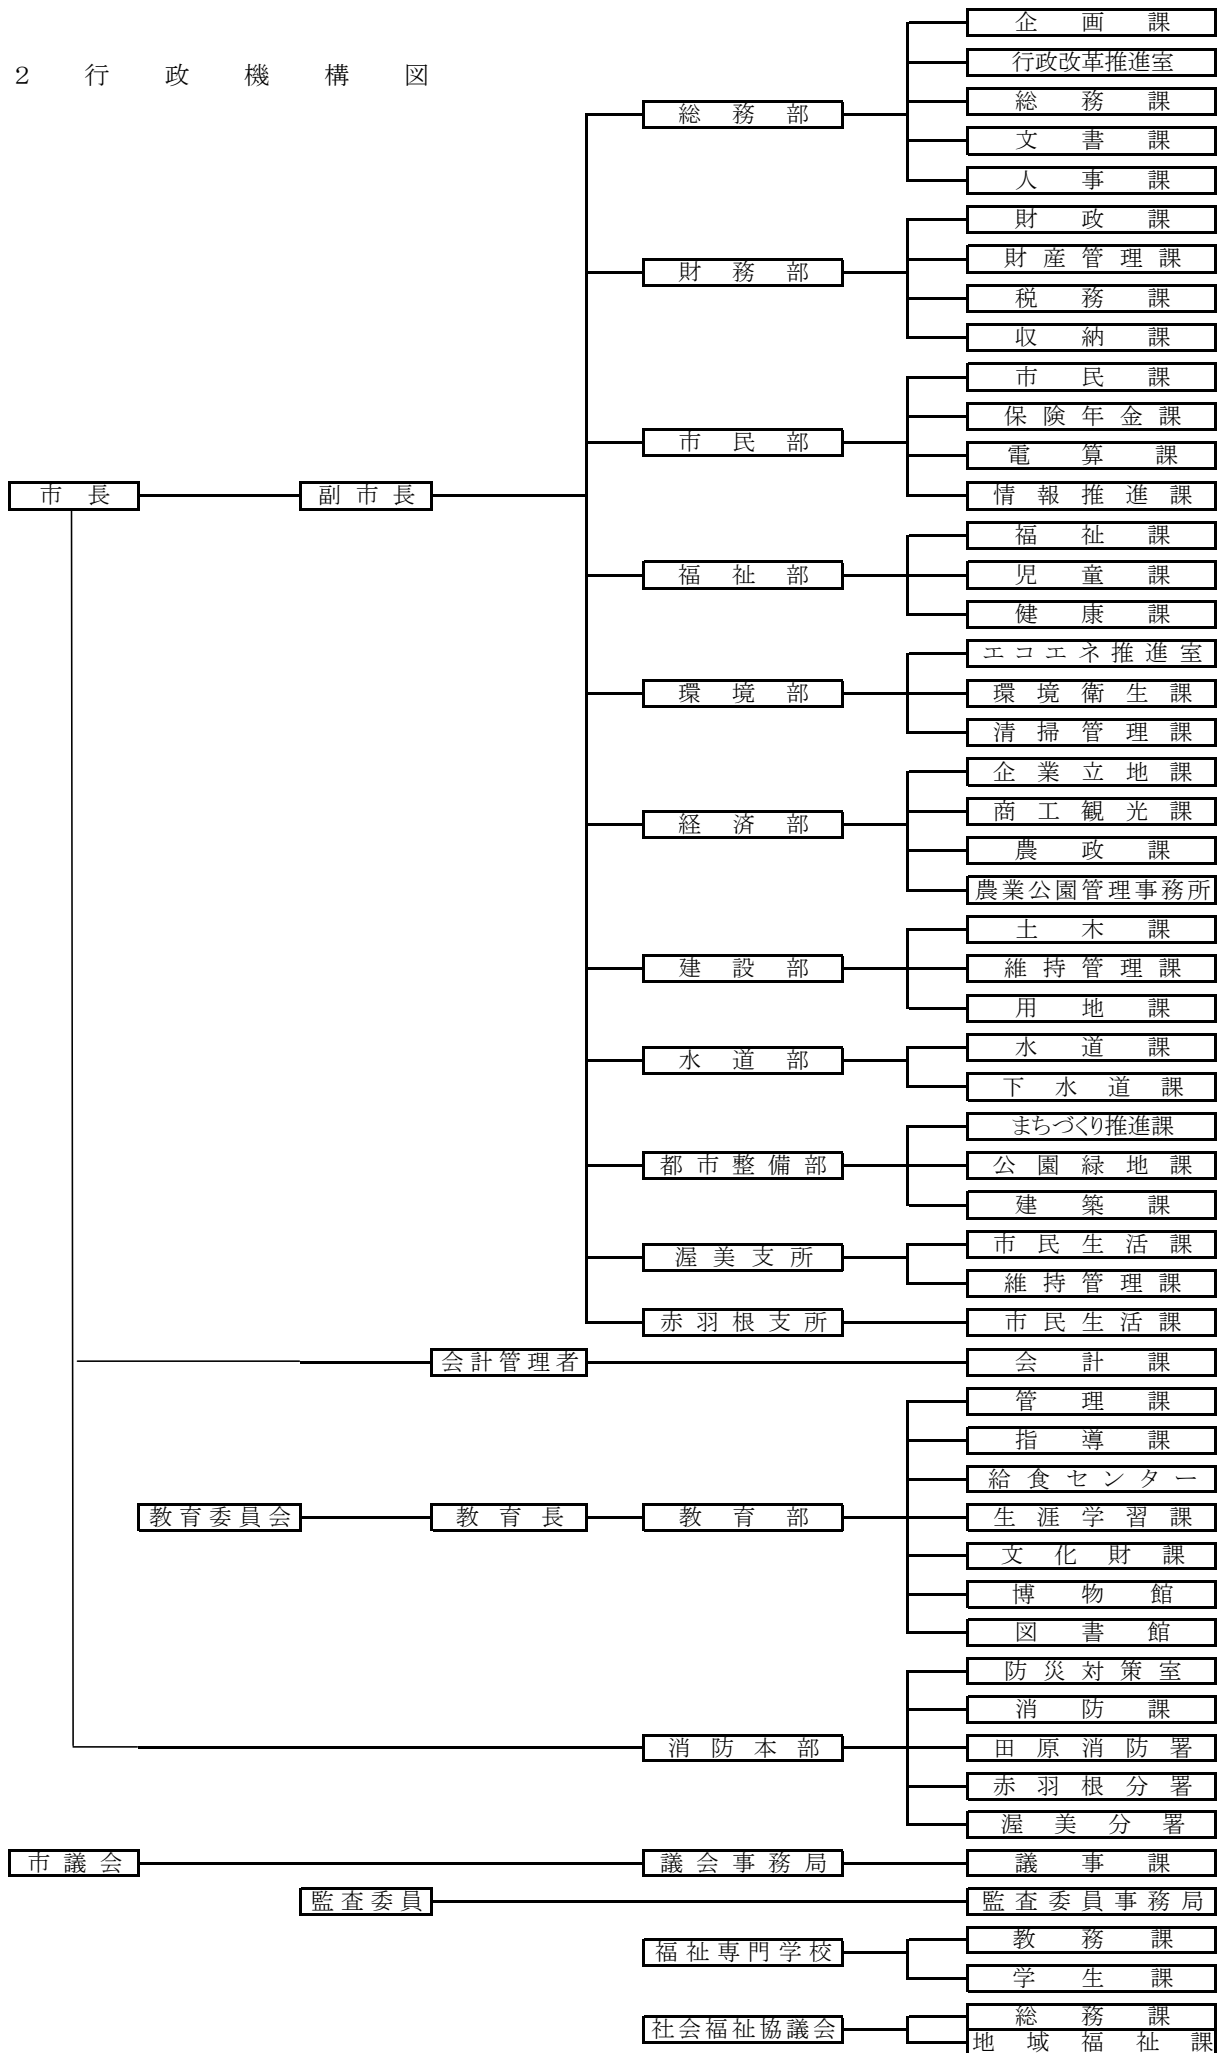 2 行政機構図
市長
副市長
総務部
企画課
行政改革推進室
総務課
文書課
人事課
財務部
財政課
財産管理課
税務課
収納課
市民部
市民課
保険年金課
電算課
情報推進課
福祉部
福祉課
児童課
健康課
環境部
エコエネ推進室
環境衛生課
清掃管理課
経済部
企業立地課
商工観光課
農政課
農業公園管理事務所
建設部
土木課
維持管理課
用地課
水道部
水道課
下水道課
都市整備部
まちづくり推進課
公園緑地課
建築課
渥美支所
市民生活課
維持管理課
赤羽根支所
市民生活課
会計管理者
会計課
教育委員会
教育長
教育部
管理課
指導課
給食センター
生涯学習課
文化財課
博物館
図書館
消防本部
防災対策室
消防課
田原消防署
赤羽根分署
渥美分署
市議会
議会事務局
議事課
監査委員
監査委員事務局
福祉専門学校
教務課
学生課
社会福祉協議会
総務課
地域福祉課